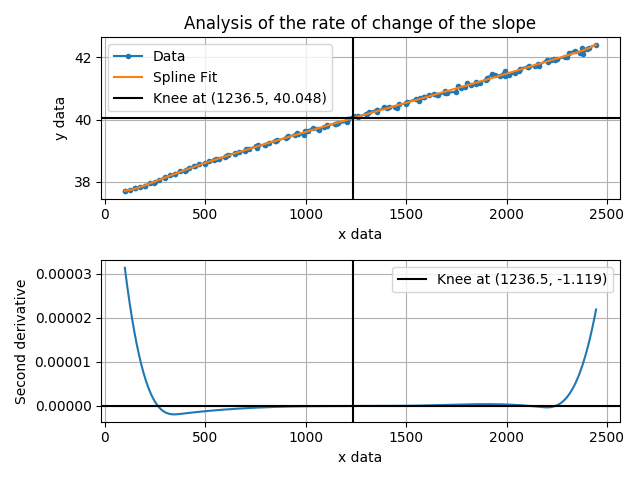 Analysis of the rate of change of the slope
Data
Spline Fit
Knee at (1236.5, 40.048)
42
40
38
y data
0 500 1000 1500 2000 2500
x data
Knee at (1236.5, -1.119)
0.00003
0.00002
0.00001
0.00000
Second derivative
0 500 1000 1500 2000 2500
x data